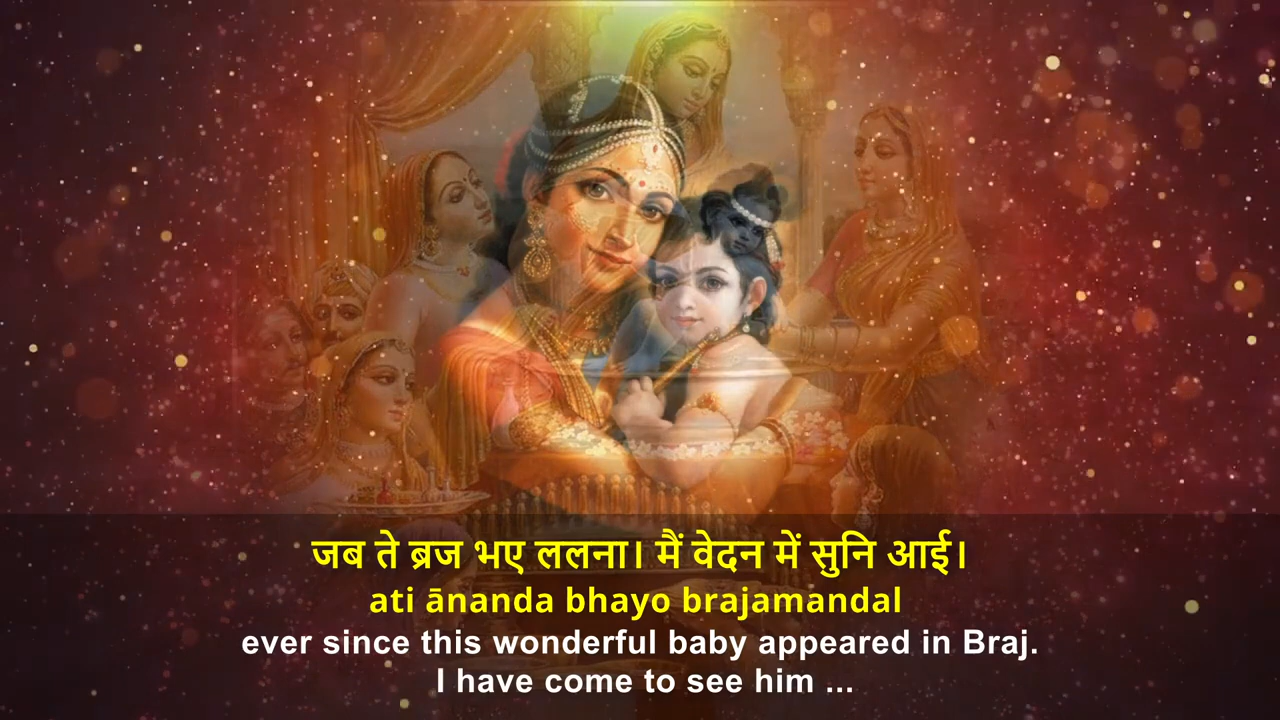 जब ते ब्रज भए ललना। मैं वेदन में सुनि आई।
ati ānanda bhayo brajamandal
ever since this wonderful baby appeared in Braj.
I have come to see him ...